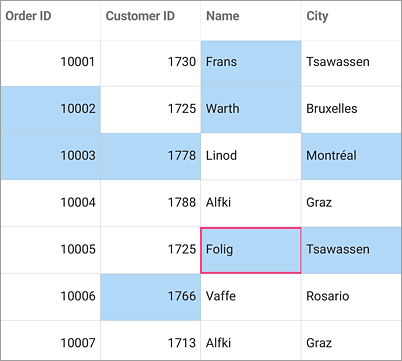 Order ID Customer ID Name City
10001 1730 Frans Tsawassen
10002 1725 Warth Bruxelles
10003 1778 Linod Montréal
10004 1788 Alfki Graz
10005 1725 Folig Tsawassen
10006 1766 Vaffe Rosario
10007 1713 Alfki Graz